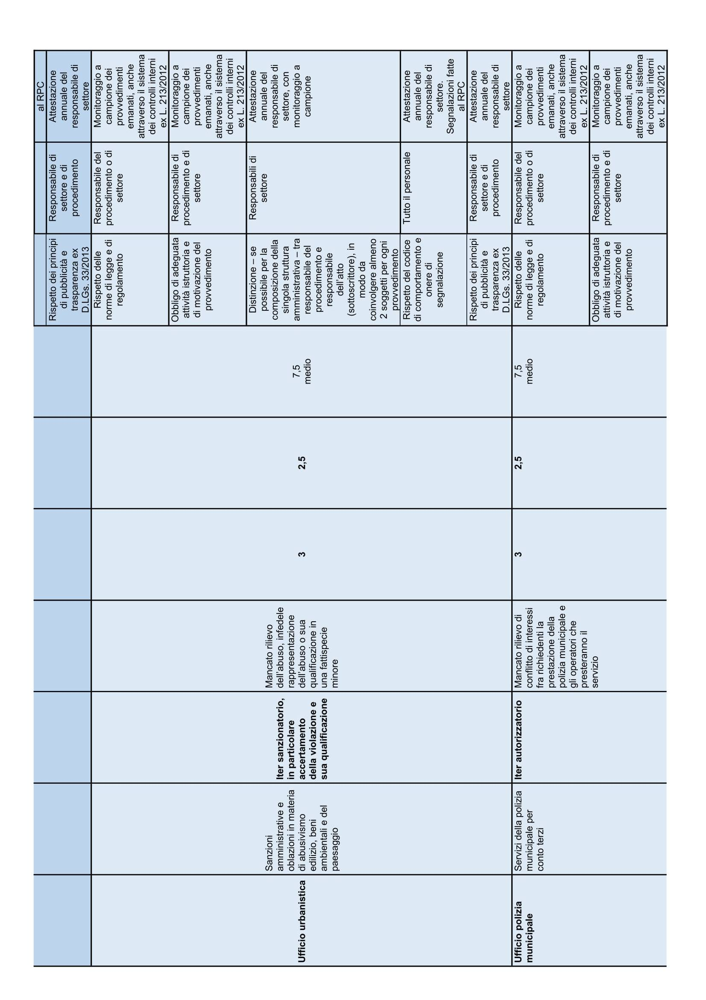 al RPC
Rispetto dei principi
di pubblicità e
trasparenza ex
D.LGs. 33/2013
Responsabile di
settore e di
procedimento
Attestazione
annuale del
responsabile di
settore
Ufficio urbanistica
Sanzioni
amministrative e
oblazioni in materia
di abusivismo
edilizio, beni
ambientali e del
paesaggio
Iter sanzionatorio,
in particolare
accertamento
della violazione e
sua qualificazione
Mancato rilievo
dell'abuso, infedele
rappresentazione
dell'abuso o sua
qualificazione in
una fattispecie
minore
3
2,5
7,5
medio
Rispetto delle
norme di legge e di
regolamento
Responsabile del
procedimento o di
settore
Monitoraggio a
campione dei
provvedimenti
emanati, anche
attraverso il sistema
dei controlli interni
ex L. 213/2012
Obbligo di adeguata
attività istruttoria e
di motivazione del
provvedimento
Responsabile di
procedimento e di
settore
Monitoraggio a
campione dei
provvedimenti
emanati, anche
attraverso il sistema
dei controlli interni
ex L. 213/2012
Distinzione – se
possibile per la
composizione della
singola struttura
amministrativa – tra
responsabile del
procedimento e
responsabile
dell'atto
(sottoscrittore), in
modo da
coinvolgere almeno
2 soggetti per ogni
provvedimento
Responsabili di
settore
Attestazione
annuale del
responsabile di
settore, con
monitoraggio a
campione
Rispetto del codice
di comportamento e
onere di
segnalazione
Tutto il personale
Attestazione
annuale del
responsabile di
settore.
Segnalazioni fatte
al RPC
Rispetto dei principi
di pubblicità e
trasparenza ex
D.LGs. 33/2013
Responsabile di
settore e di
procedimento
Attestazione
annuale del
responsabile di
settore
Ufficio polizia
municipale
Servizi della polizia
municipale per
conto terzi
Iter autorizzatorio
Mancato rilievo di
conflitto di interessi
fra richiedenti la
prestazione della
polizia municipale e
gli operatori che
presteranno il
servizio
3
2,5
7,5
medio
Rispetto delle
norme di legge e di
regolamento
Responsabile del
procedimento o di
settore
Monitoraggio a
campione dei
provvedimenti
emanati, anche
attraverso il sistema
dei controlli interni
ex L. 213/2012
Obbligo di adeguata
attività istruttoria e
di motivazione del
provvedimento
Responsabile di
procedimento e di
settore
Monitoraggio a
campione dei
provvedimenti
emanati, anche
attraverso il sistema
dei controlli interni
ex L. 213/2012